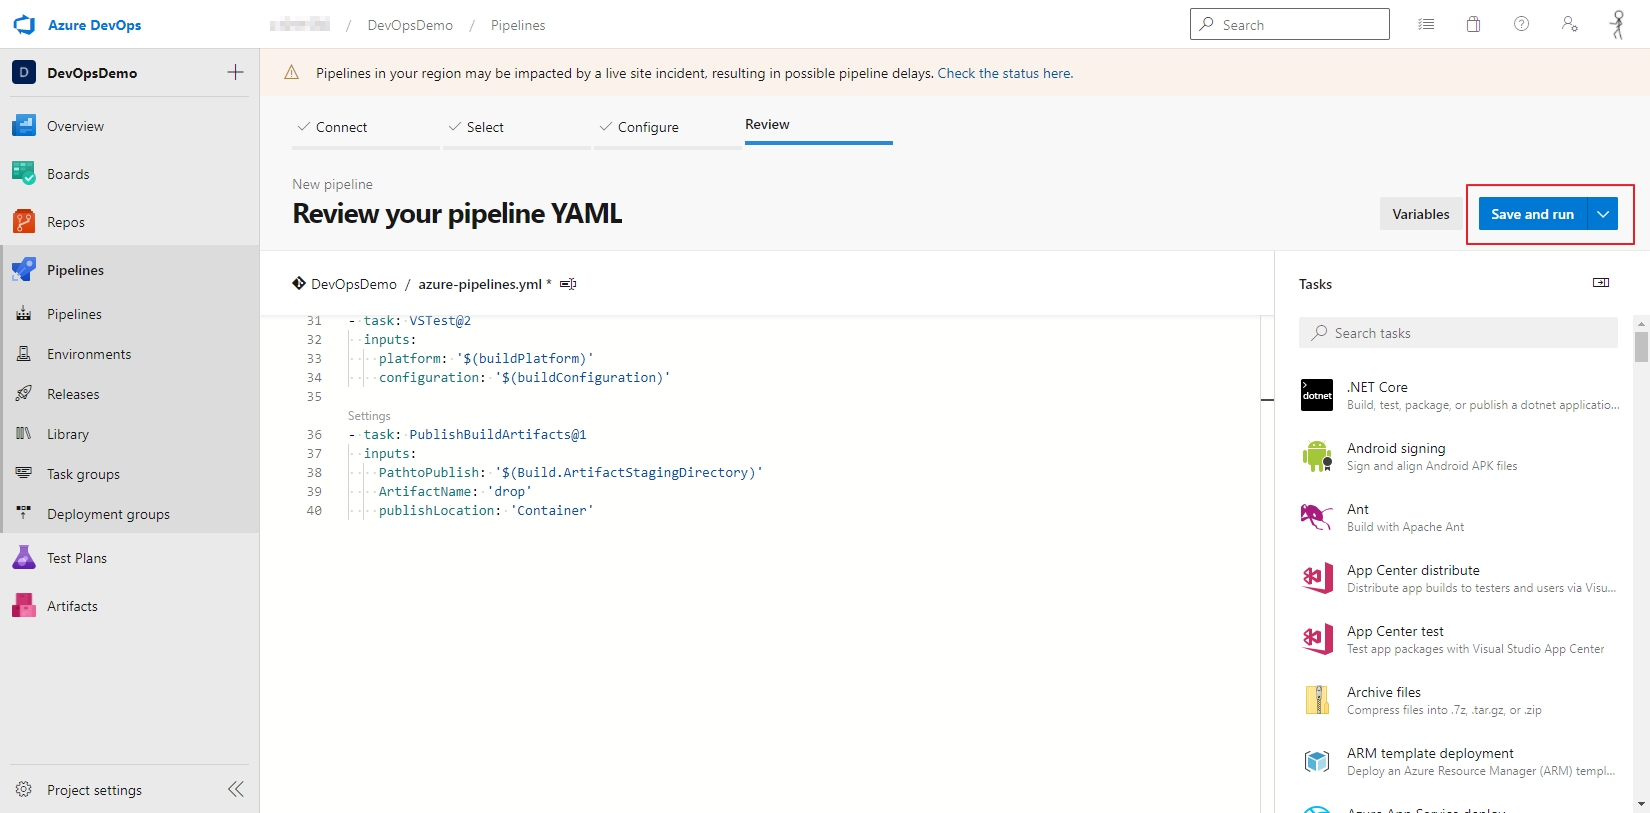 Azure DevOps
/ DevOpsDemo / Pipelines
Search
D DevOpsDemo
Overview
Boards
Repos
Pipelines
Pipelines
Environments
Releases
Library
Task groups
Deployment groups
Test Plans
Artifacts
Project settings
Pipelines in your region may be impacted by a live site incident, resulting in possible pipeline delays. Check the status here.
Connect
Select
Configure
Review
New pipeline
Review your pipeline YAML
Variables
Save and run
DevOpsDemo / azure-pipelines.yml *
31 - task: VSTest@2
32 inputs:
33 platform: '$(buildPlatform)'
34 configuration: '$(buildConfiguration)'
35
Settings
36 - task: PublishBuildArtifacts@1
37 inputs:
38 PathtoPublish: '$(Build.ArtifactStagingDirectory)'
39 ArtifactName: 'drop'
40 publishLocation: 'Container'
Tasks
Search tasks
dotnet
.NET Core
Build, test, package, or publish a dotnet applicatio...
Android signing
Sign and align Android APK files
Ant
Build with Apache Ant
App Center distribute
Distribute app builds to testers and users via Visu...
App Center test
Test app packages with Visual Studio App Center
Archive files
Compress files into .7z, .tar.gz, or .zip
ARM template deployment
Deploy an Azure Resource Manager (ARM) templ...
Azure App Service deploy